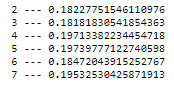 2 --- 0.18227751546110976
3 --- 0.18181830541854363
4 --- 0.19713382234454718
5 --- 0.19739777122740598
6 --- 0.18472043915252767
7 --- 0.19532530425871913